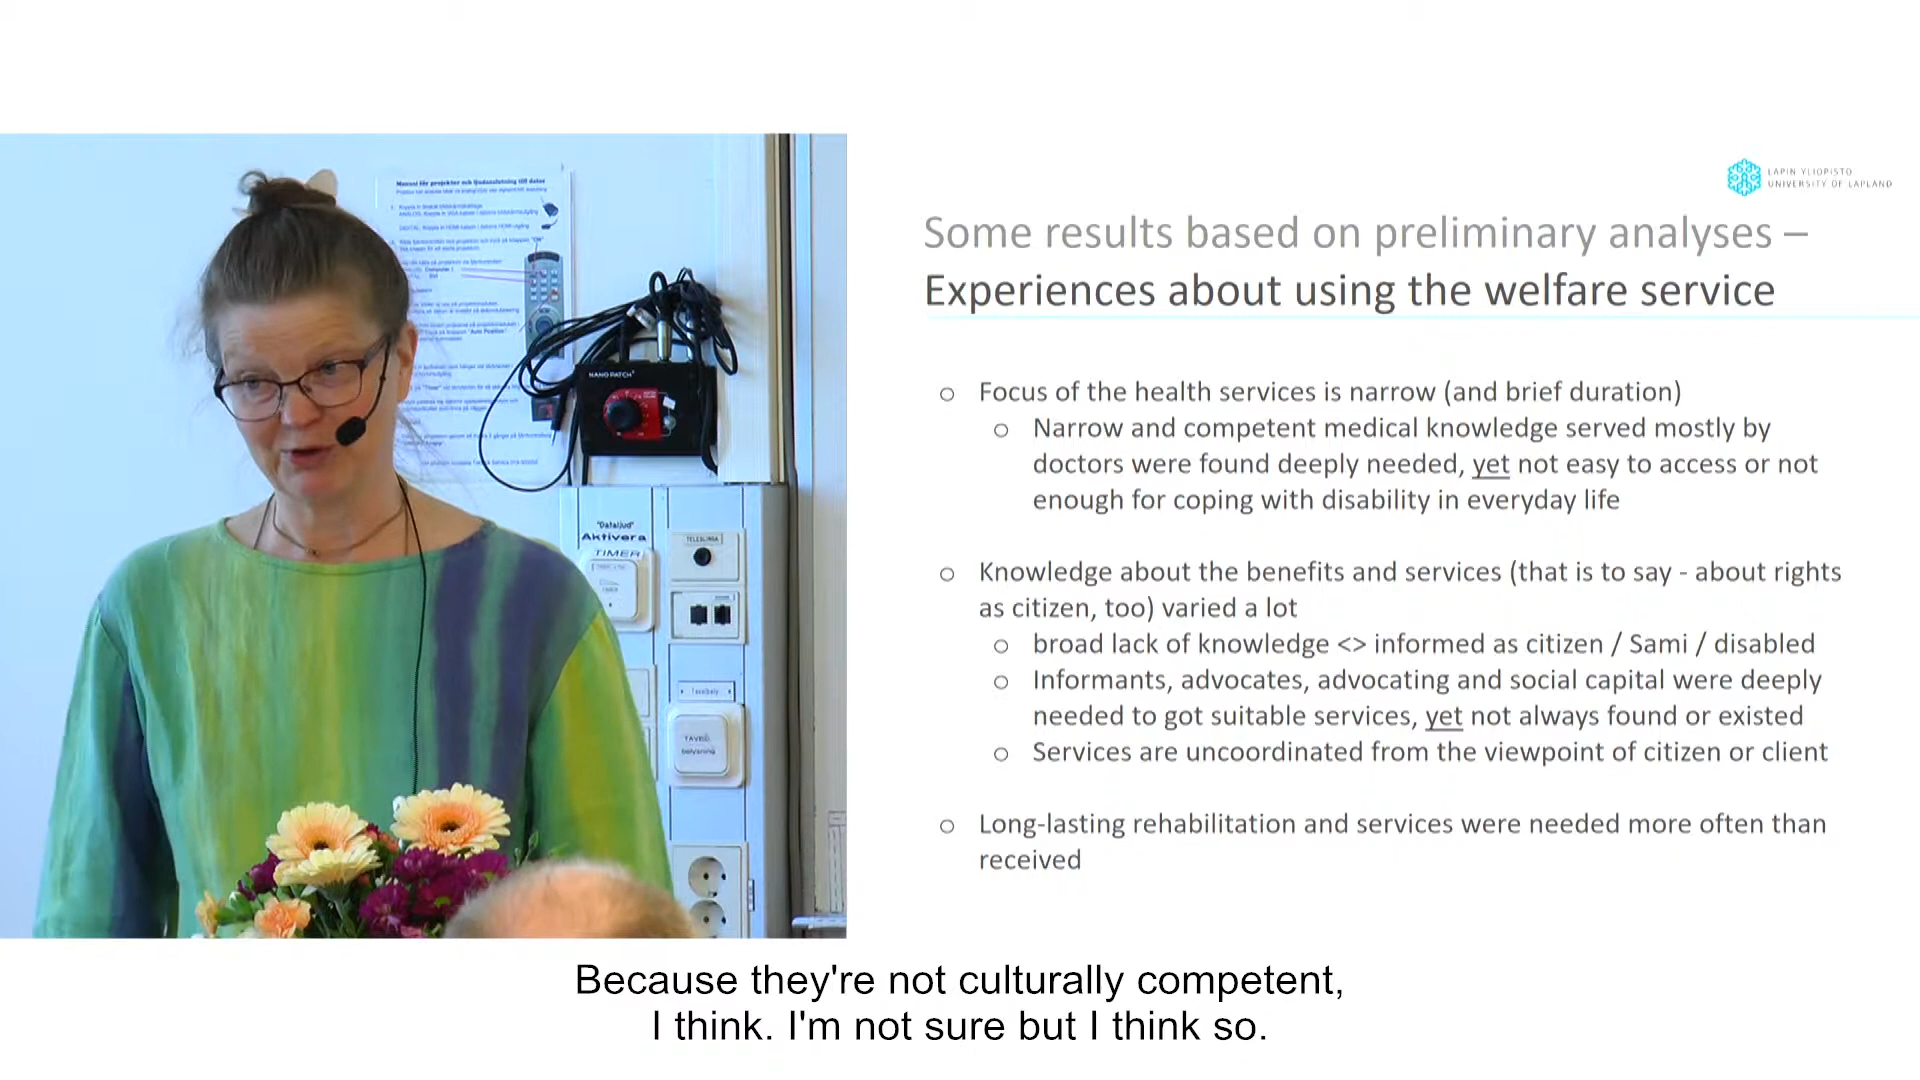 LAPIN YLIOPISTO
UNIVERSITY OF LAPLAND
Some results based on preliminary analyses –
Experiences about using the welfare service
o Focus of the health services is narrow (and brief duration)
o Narrow and competent medical knowledge served mostly by
doctors were found deeply needed, yet not easy to access or not
enough for coping with disability in everyday life
o Knowledge about the benefits and services (that is to say - about rights
as citizen, too) varied a lot
o broad lack of knowledge <> informed as citizen / Sami / disabled
o Informants, advocates, advocating and social capital were deeply
needed to got suitable services, yet not always found or existed
o Services are uncoordinated from the viewpoint of citizen or client
o Long-lasting rehabilitation and services were needed more often than
received
Manual för projektor och ljudanslutning till dator
NANO PATCH
"Dataljud"
Aktivera
TIMER
TELESLINGA
belysning
Because they're not culturally competent,
I think. I'm not sure but I think so.